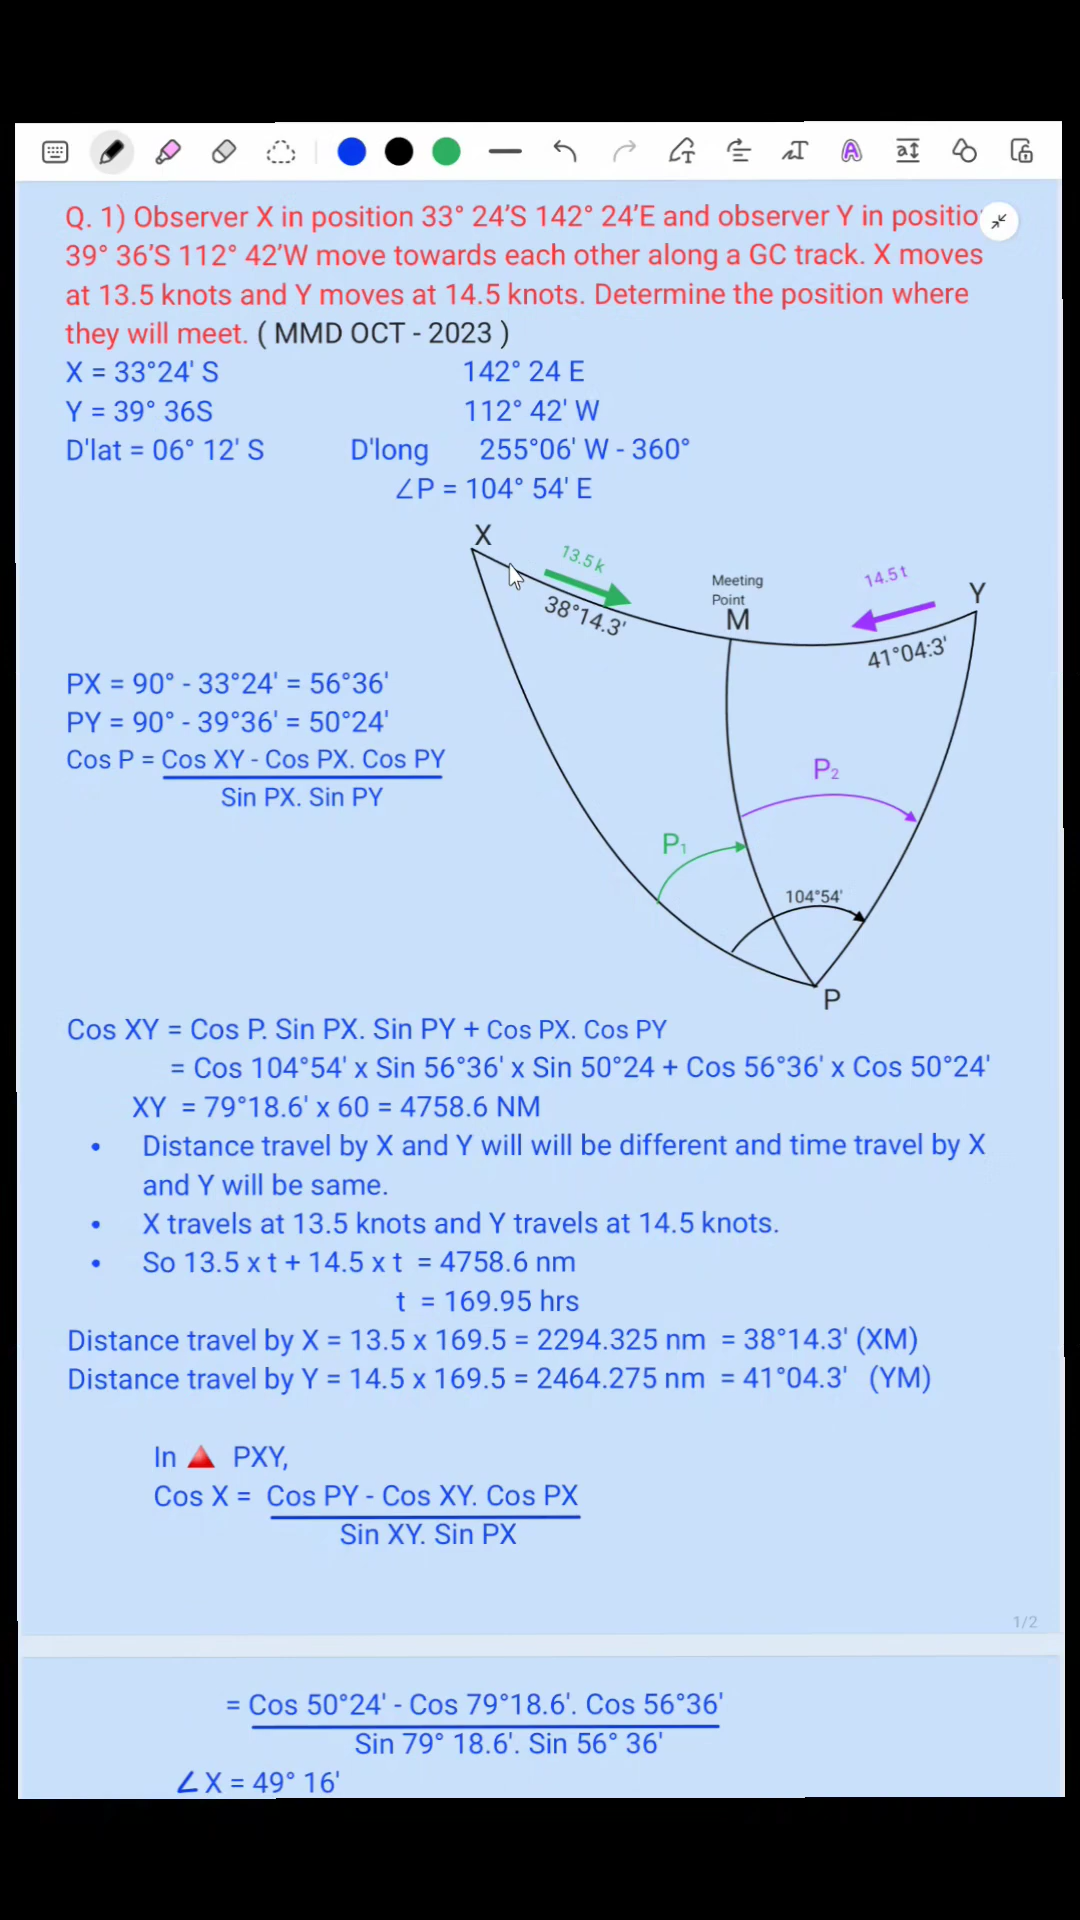 Q. 1) Observer X in position 33° 24'S 142° 24'E and observer Y in positio
39° 36'S 112° 42'W move towards each other along a GC track. X moves
at 13.5 knots and Y moves at 14.5 knots. Determine the position where
they will meet. ( MMD OCT - 2023 )
X = 33°24' S 142° 24 E
Y = 39° 36S 112° 42' W
D'lat = 06° 12' S D'long 255°06' W - 360°
∠P = 104° 54' E
X
13.5 k
38°14.3'
Meeting
Point
M
14.5 t
Y
41°04:3'
PX = 90° - 33°24' = 56°36'
PY = 90° - 39°36' = 50°24'
Cos P = Cos XY - Cos PX. Cos PY
Sin PX. Sin PY
P₂
P₁
104°54'
P
Cos XY = Cos P. Sin PX. Sin PY + Cos PX. Cos PY
= Cos 104°54' x Sin 56°36' x Sin 50°24 + Cos 56°36' x Cos 50°24'
XY = 79°18.6' x 60 = 4758.6 NM
• Distance travel by X and Y will will be different and time travel by X
and Y will be same.
• X travels at 13.5 knots and Y travels at 14.5 knots.
• So 13.5 x t + 14.5 x t = 4758.6 nm
t = 169.95 hrs
Distance travel by X = 13.5 x 169.5 = 2294.325 nm = 38°14.3' (XM)
Distance travel by Y = 14.5 x 169.5 = 2464.275 nm = 41°04.3' (YM)
In 🔺 PXY,
Cos X = Cos PY - Cos XY. Cos PX
Sin XY. Sin PX
1/2
= Cos 50°24' - Cos 79°18.6'. Cos 56°36'
Sin 79° 18.6'. Sin 56° 36'
∠X = 49° 16'